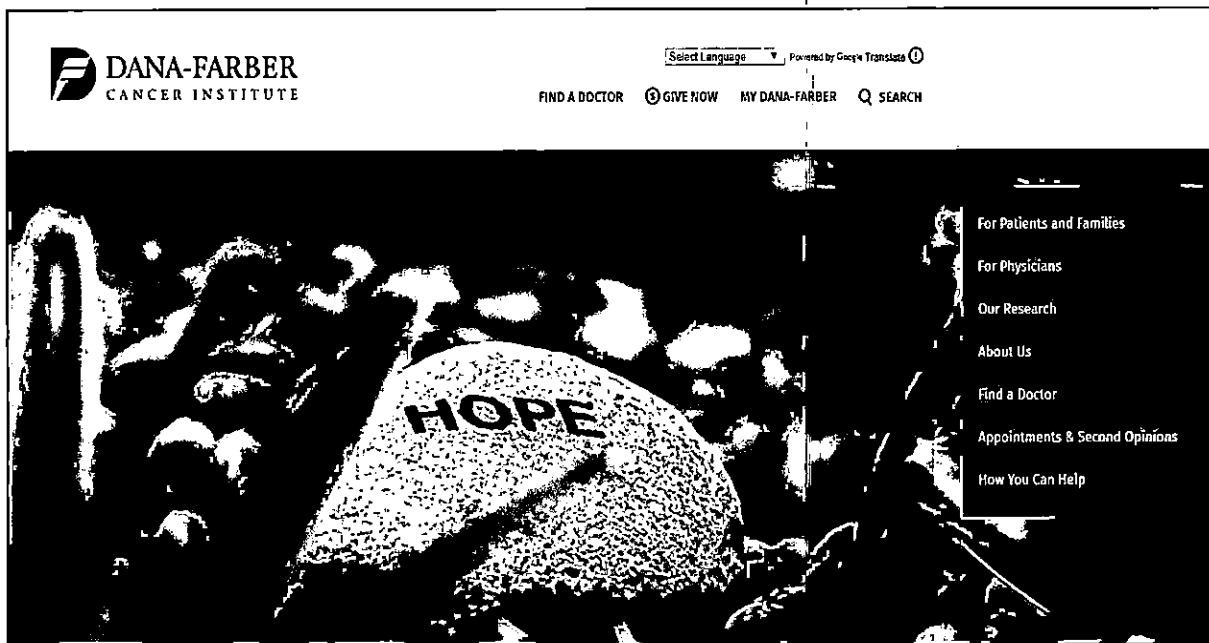 DANA-FARBER
CANCER INSTITUTE
Select Language ▼ Powered by Google Translate
FIND A DOCTOR GIVE NOW MY DANA-FARBER SEARCH
For Patients and Families
For Physicians
Our Research
About Us
Find a Doctor
Appointments & Second Opinions
How You Can Help
HOPE